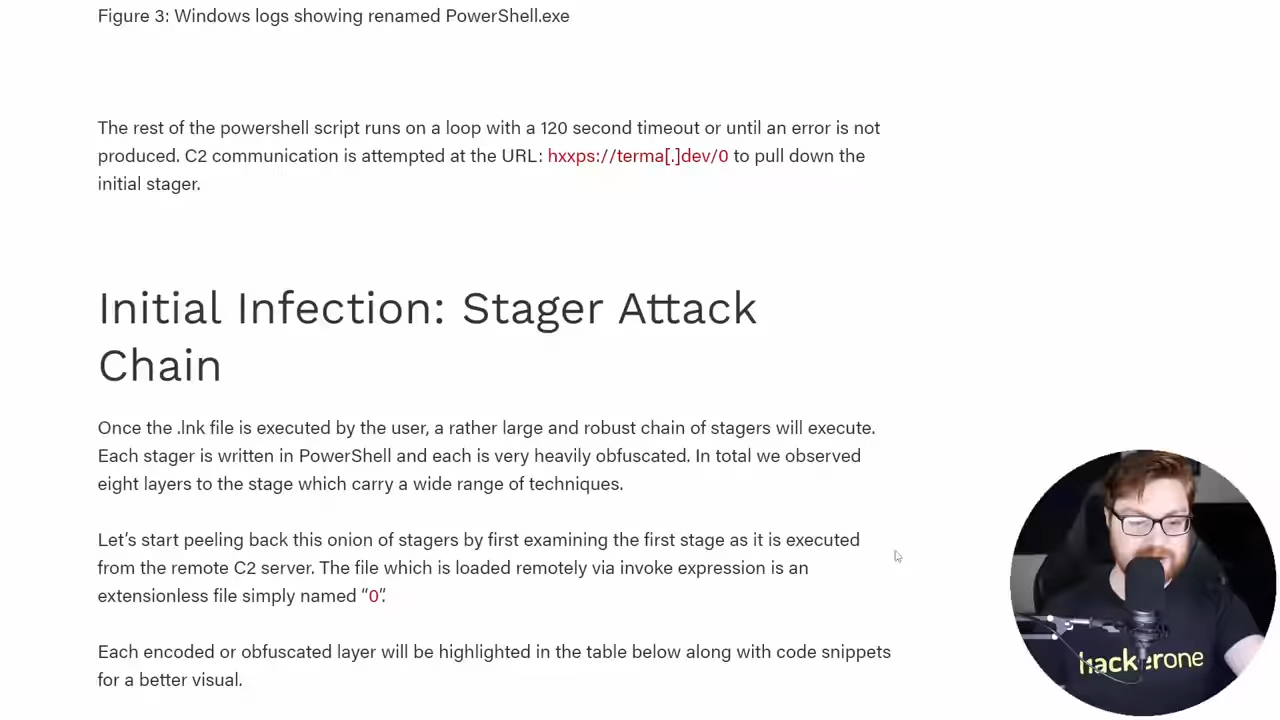 Figure 3: Windows logs showing renamed PowerShell.exe
The rest of the powershell script runs on a loop with a 120 second timeout or until an error is not
produced. C2 communication is attempted at the URL: hxxps://terma[.]dev/0 to pull down the
initial stager.
Initial Infection: Stager Attack
Chain
Once the .lnk file is executed by the user, a rather large and robust chain of stagers will execute.
Each stager is written in PowerShell and each is very heavily obfuscated. In total we observed
eight layers to the stage which carry a wide range of techniques.
Let’s start peeling back this onion of stagers by first examining the first stage as it is executed
from the remote C2 server. The file which is loaded remotely via invoke expression is an
extensionless file simply named “0”.
Each encoded or obfuscated layer will be highlighted in the table below along with code snippets
for a better visual.
hackerone